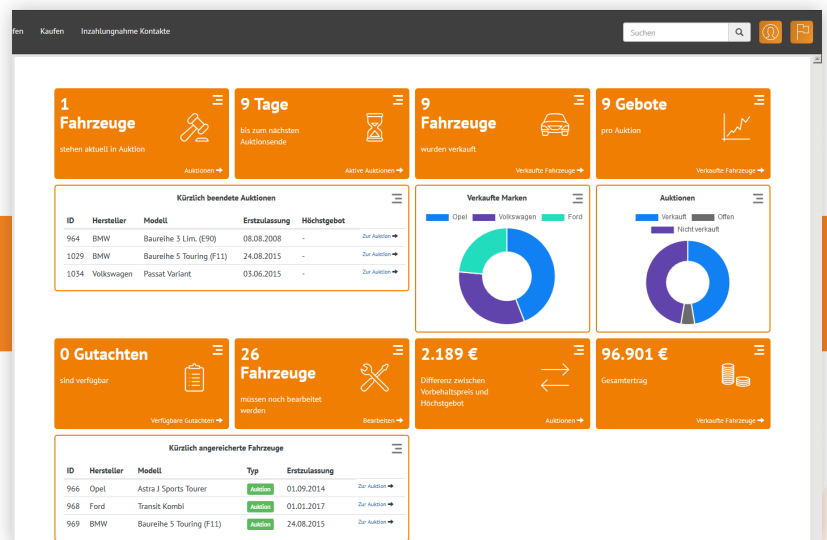 fen Kaufen Inzahlungnahme Kontakte
Suchen
1
Fahrzeuge
stehen aktuell in Auktion
Auktionen
9 Tage
bis zum nächsten
Auktionsende
Aktive Auktionen
9
Fahrzeuge
wurden verkauft
Verkaufte Fahrzeuge
9 Gebote
pro Auktion
Verkaufte Fahrzeuge
Kürzlich beendete Auktionen
ID Hersteller Modell Erstzulassung Höchstgebot
964 BMW Baureihe 3 Lim. (E90) 08.08.2008 - Zur Auktion
1029 BMW Baureihe 5 Touring (F11) 24.08.2015 - Zur Auktion
1034 Volkswagen Passat Variant 03.06.2015 - Zur Auktion
Verkaufte Marken
Opel Volkswagen Ford
Auktionen
Verkauft Offen
Nicht verkauft
0 Gutachten
sind verfügbar
Verfügbare Gutachten
26
Fahrzeuge
müssen noch bearbeitet
werden
Bearbeiten
2.189 €
Differenz zwischen
Vorbehaltspreis und
Höchstgebot
Auktionen
96.901 €
Gesamtertrag
Verkaufte Fahrzeuge
Kürzlich angereicherte Fahrzeuge
ID Hersteller Modell Typ Erstzulassung
966 Opel Astra J Sports Tourer Auktion 01.09.2014 Zur Auktion
968 Ford Transit Kombi Auktion 01.01.2017 Zur Auktion
969 BMW Baureihe 5 Touring (F11) Auktion 24.08.2015 Zur Auktion